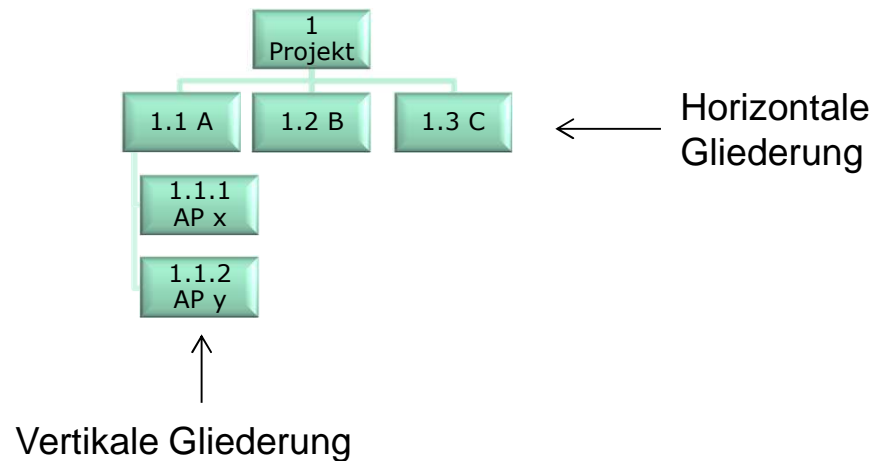 1
Projekt
1.1 A
1.2 B
1.3 C
Horizontale
Gliederung
1.1.1
AP x
1.1.2
AP y
Vertikale Gliederung